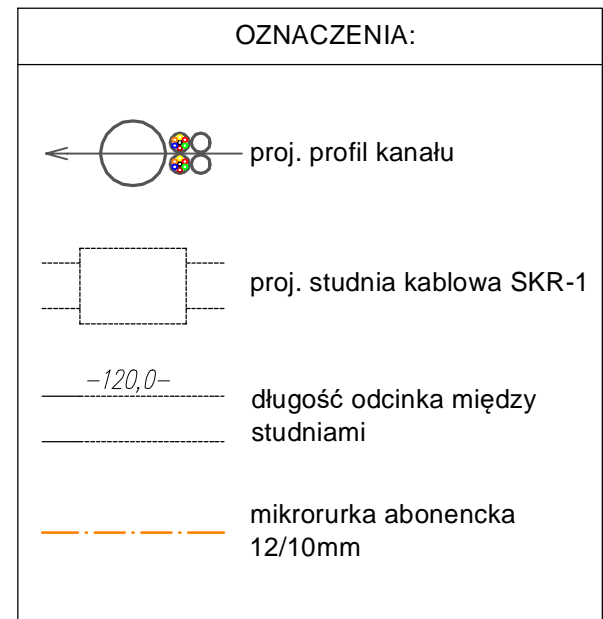 OZNACZENIA:
proj. profil kanału
proj. studnia kablowa SKR-1
–120,0–
długość odcinka między
studniami
mikrorurka abonencka
12/10mm